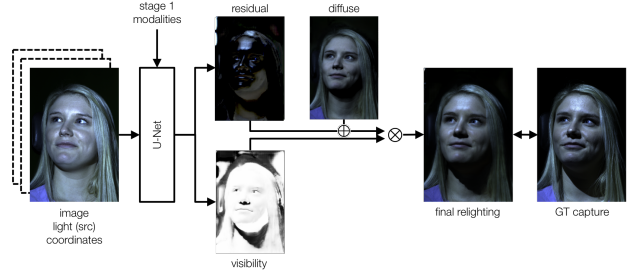 stage 1
modalities
residual
diffuse
U-Net
image
light (src)
coordinates
visibility
final relighting
GT capture